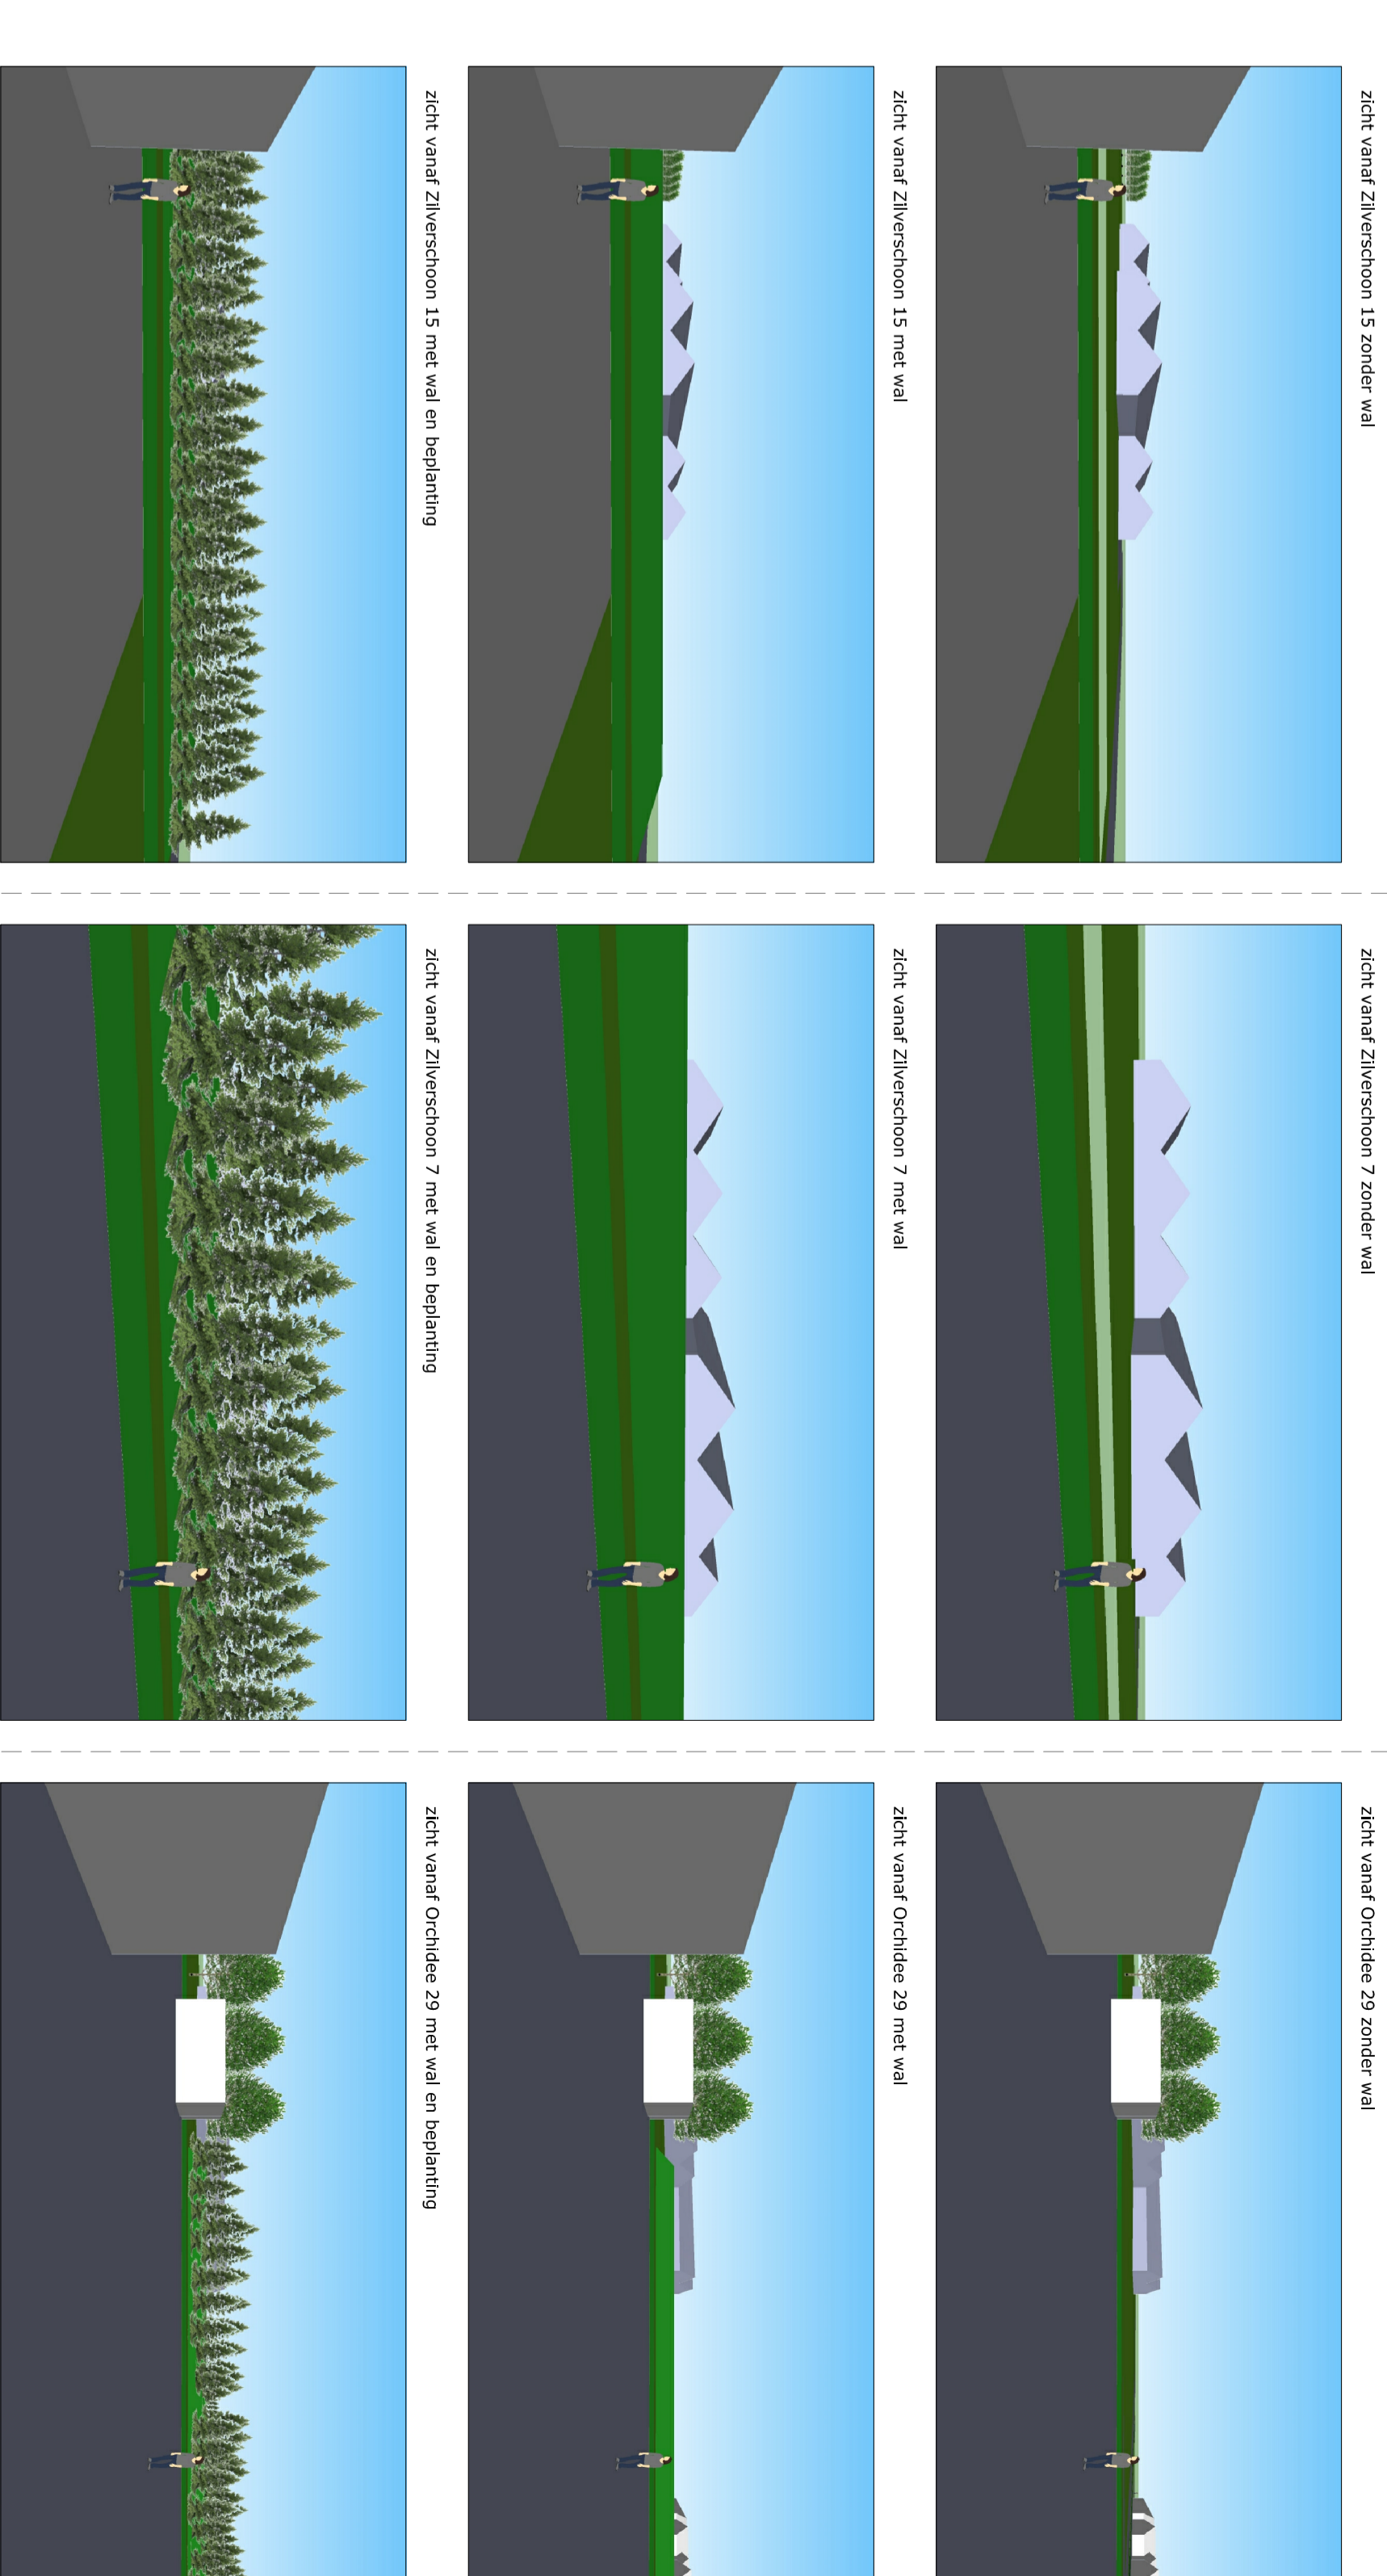 zicht vanaf Zilverschoon 15 zonder wal
zicht vanaf Zilverschoon 7 zonder wal
zicht vanaf Orchidee 29 zonder wal
zicht vanaf Zilverschoon 15 met wal
zicht vanaf Zilverschoon 7 met wal
zicht vanaf Orchidee 29 met wal
zicht vanaf Zilverschoon 15 met wal en beplanting
zicht vanaf Zilverschoon 7 met wal en beplanting
zicht vanaf Orchidee 29 met wal en beplanting